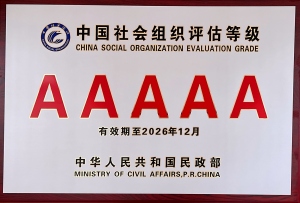 中国社会组织评估等级
CHINA SOCIAL ORGANIZATION EVALUATION GRADE
AAAAA
有效期至2026年12月
中华人民共和国民政部
MINISTRY OF CIVIL AFFAIRS,P.R.CHINA